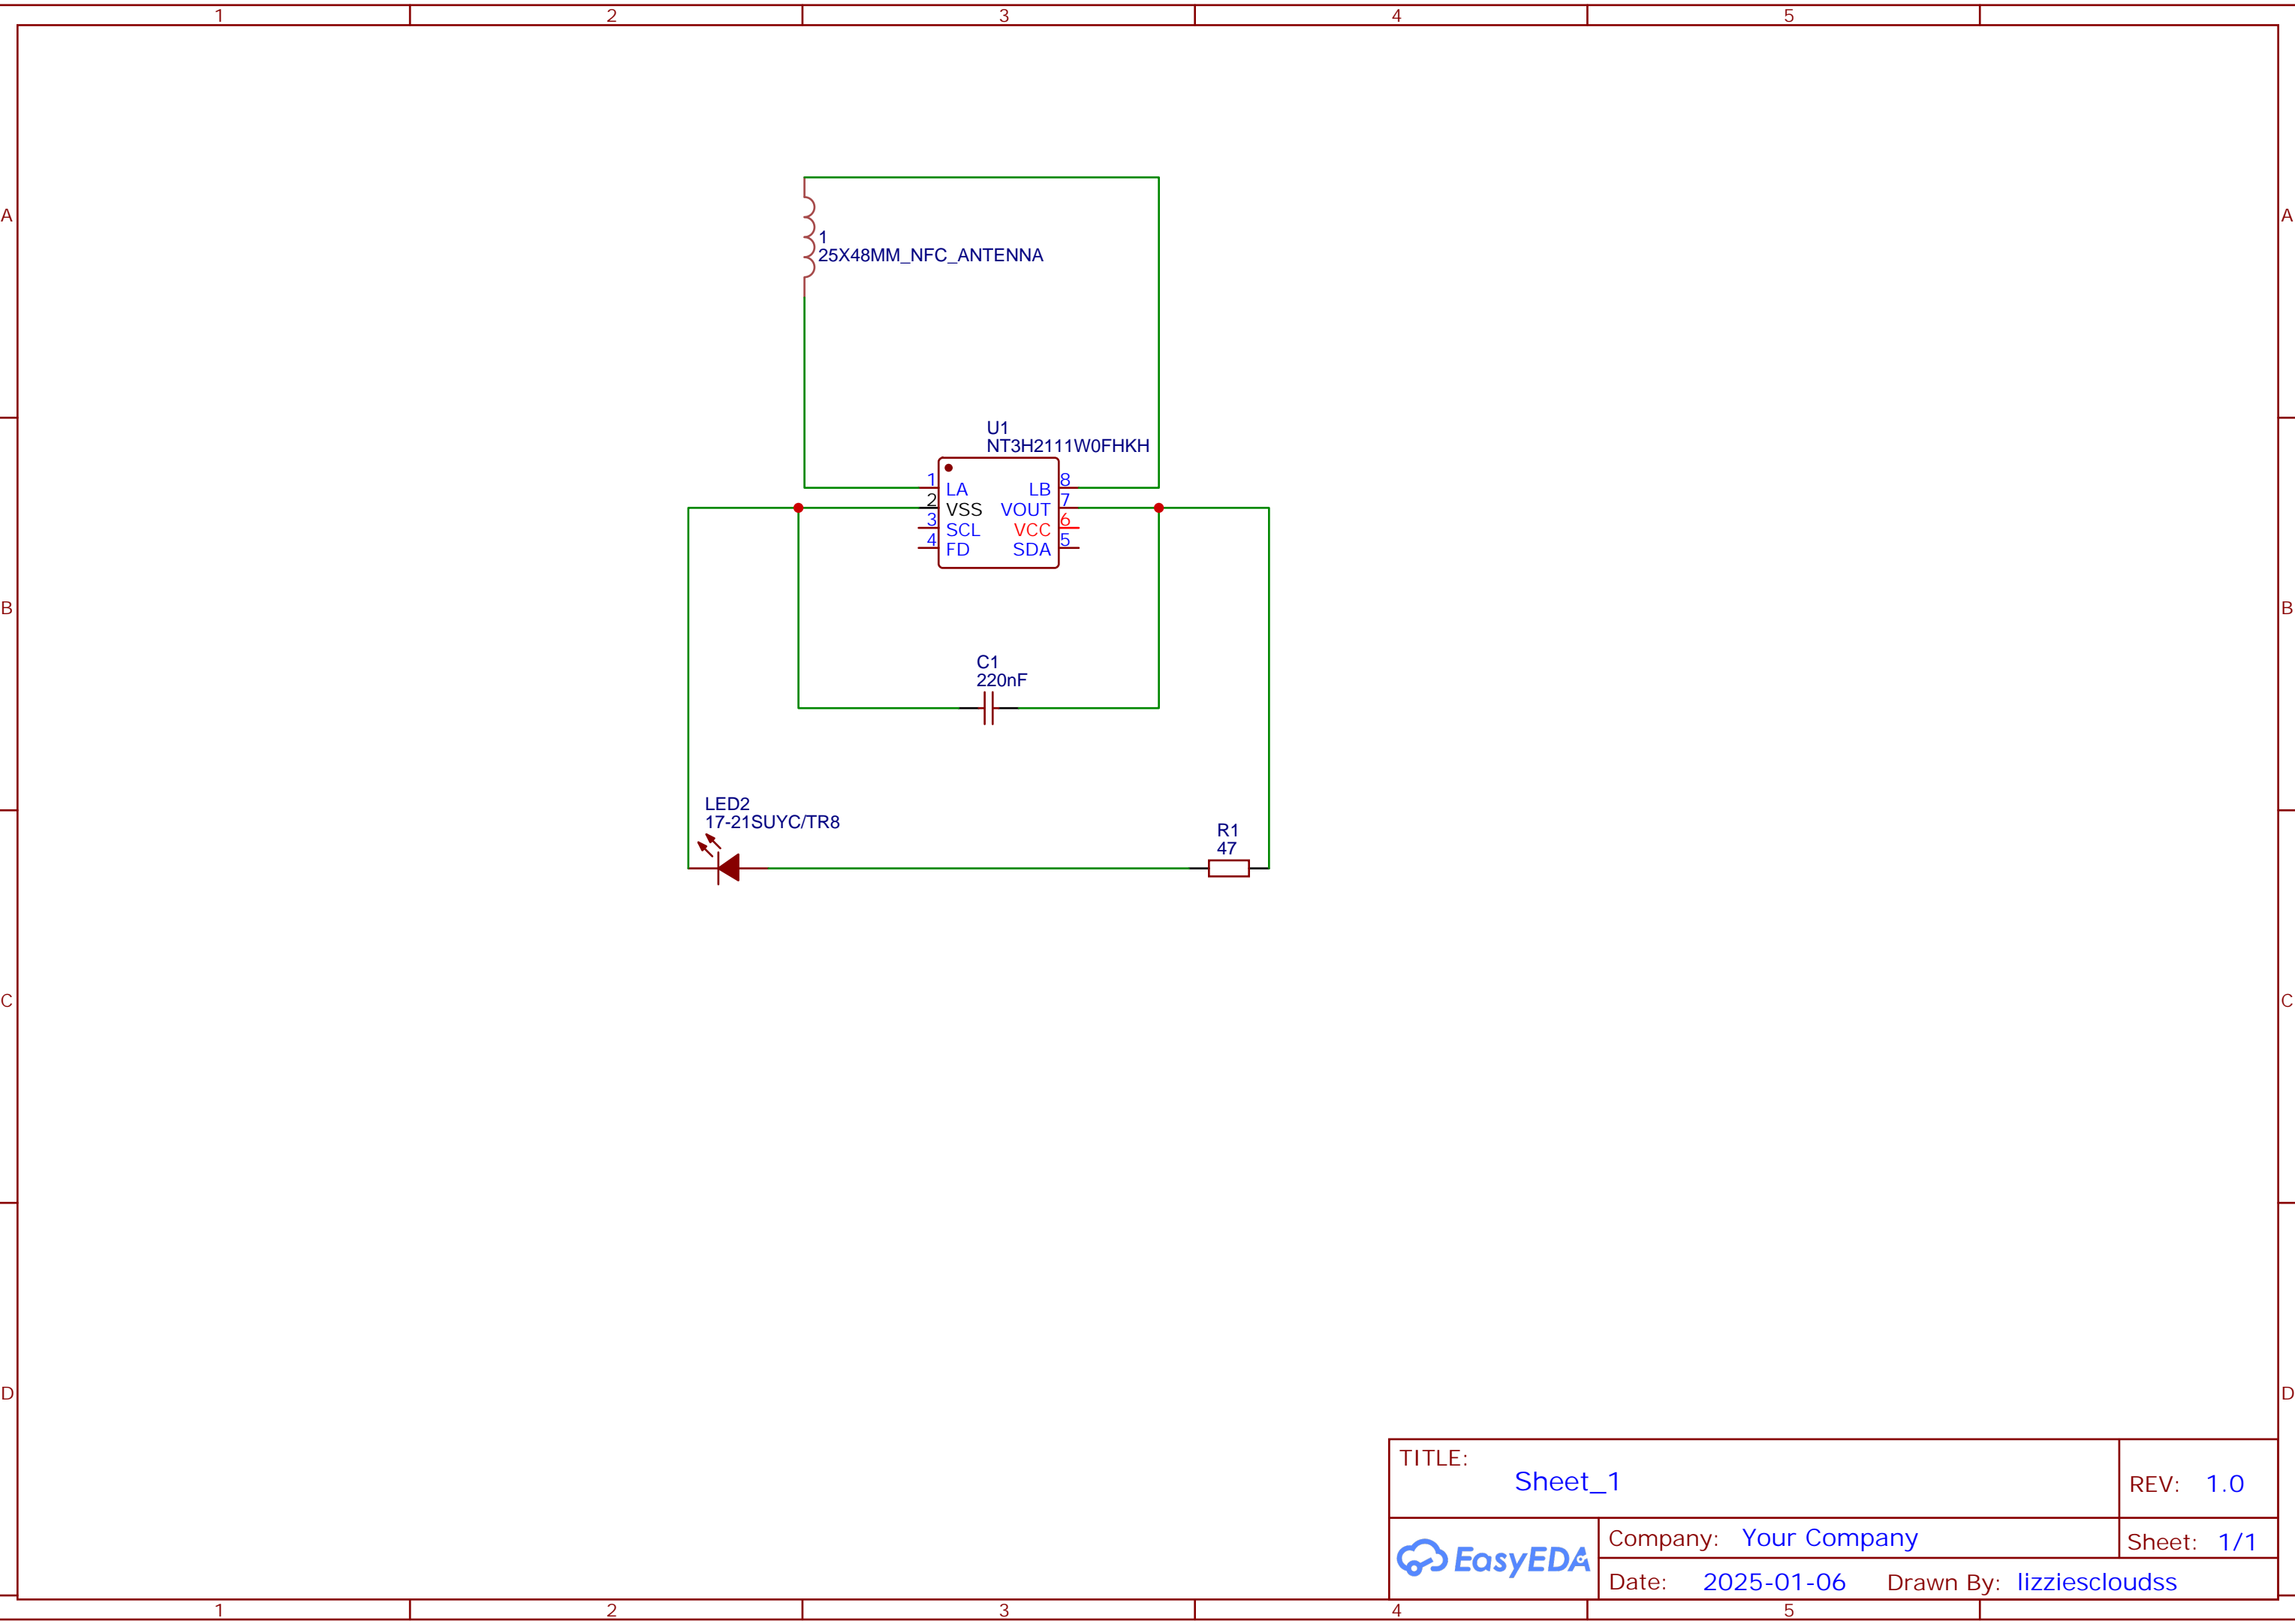 1 2 3 4 5
A A
1
25X48MM_NFC_ANTENNA
U1
NT3H2111W0FHKH
1 LA LB 8
2 VSS VOUT 7
3 SCL VCC 6
4 FD SDA 5
B B
C1
220nF
LED2
17-21SUYC/TR8
R1
47
C C
D D
TITLE:
Sheet_1
REV: 1.0
EasyEDA
Company: Your Company
Sheet: 1/1
Date: 2025-01-06 Drawn By: lizziescloudss
1 2 3 4 5